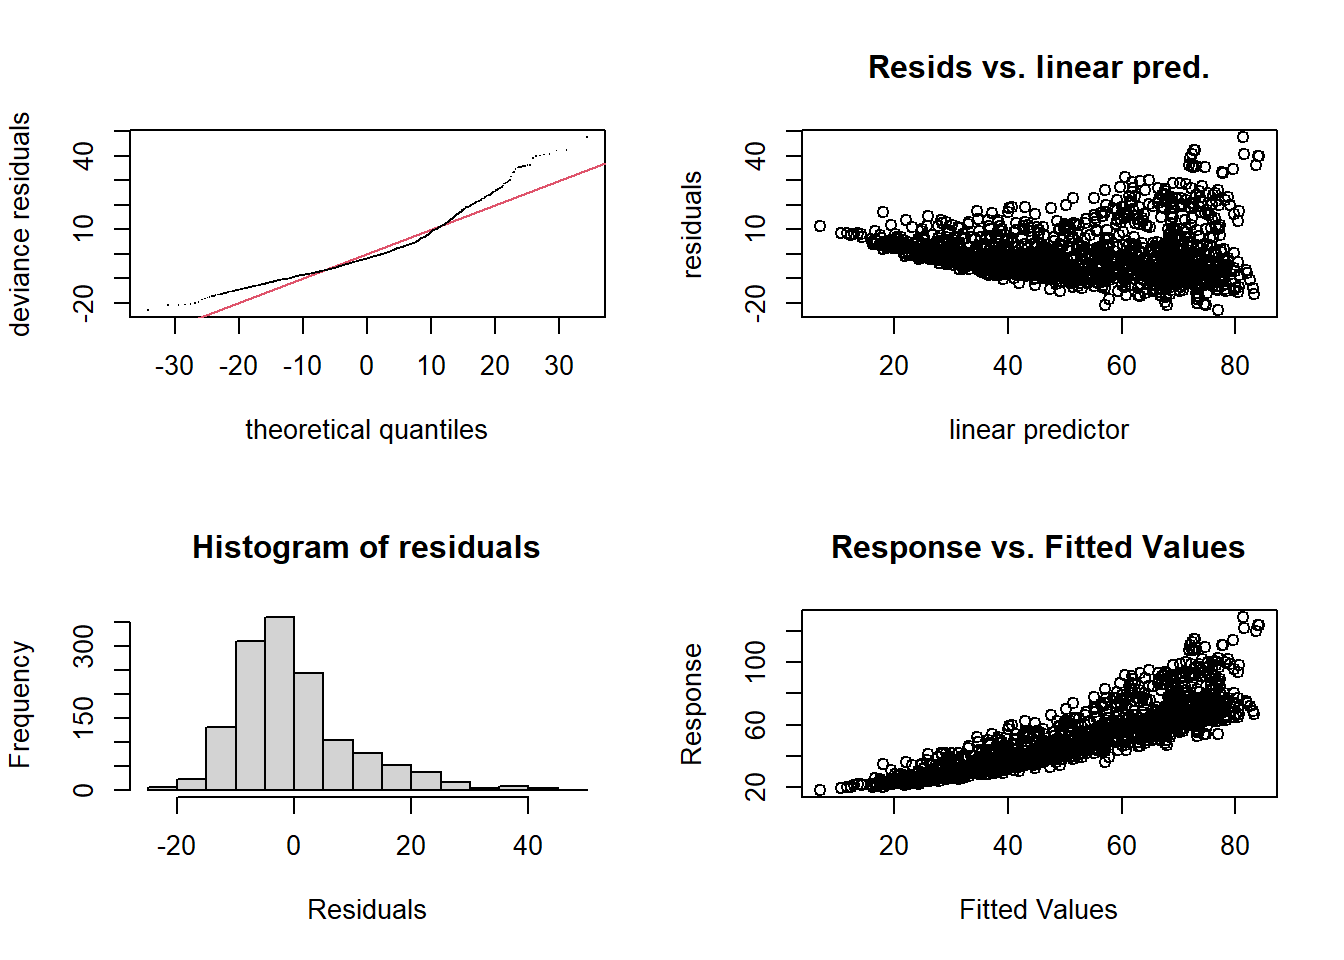 deviance residuals
40
10
-20
-30 -20 -10 0 10 20 30
theoretical quantiles
Resids vs. linear pred.
residuals
40
10
-20
20 40 60 80
linear predictor
Histogram of residuals
Frequency
300
150
0
-20 0 20 40
Residuals
Response vs. Fitted Values
Response
100
60
20
20 40 60 80
Fitted Values